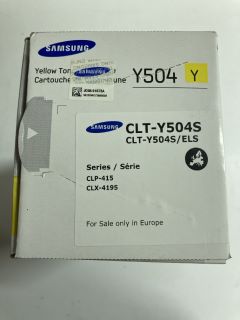 SAMSUNG
Yellow Ton
Cartouche
Y504
Y
SAMSUNG
CLT-Y504S
CLT-Y504S/ELS
Series / Série
CLP-415
CLX-4195
For Sale only in Europe